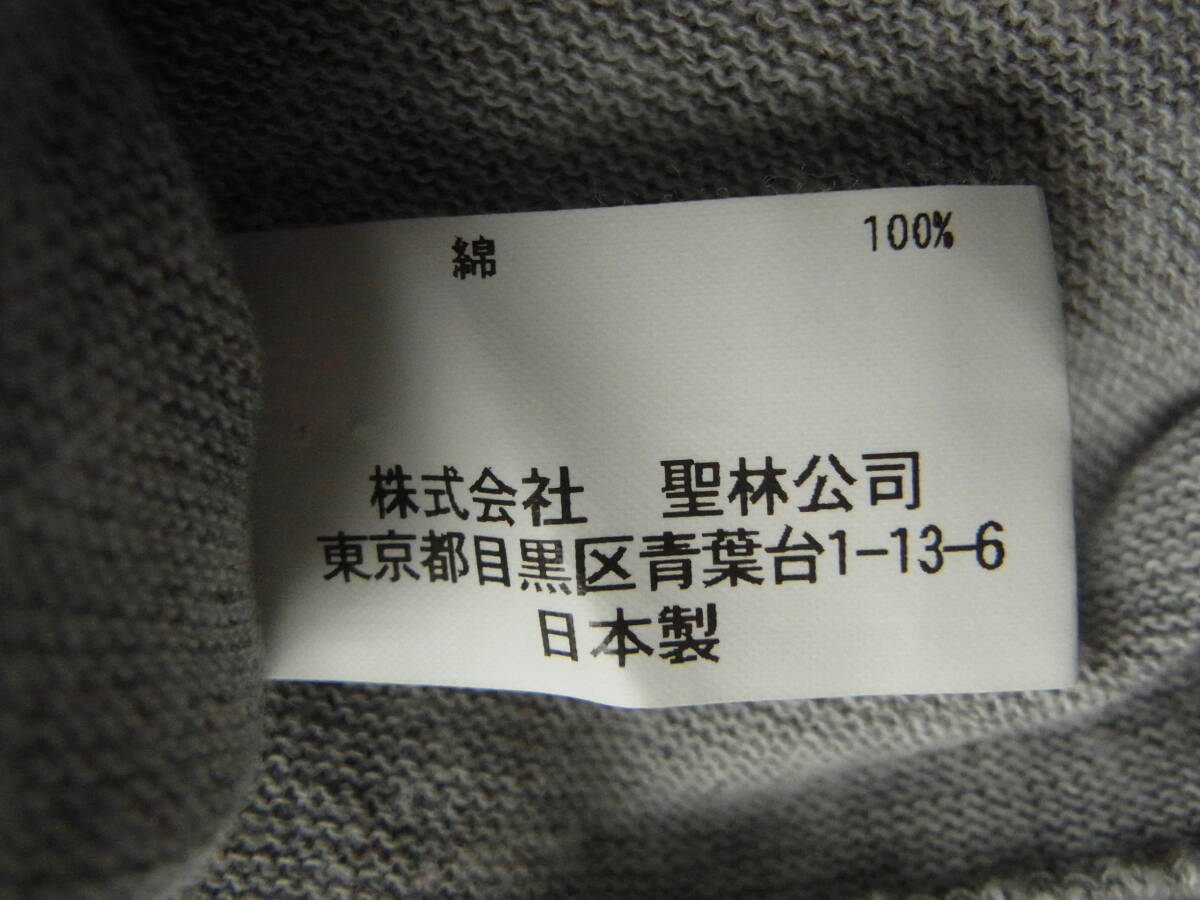 綿 100%
株式会社 聖林公司
東京都目黒区青葉台1-13-6
日本製